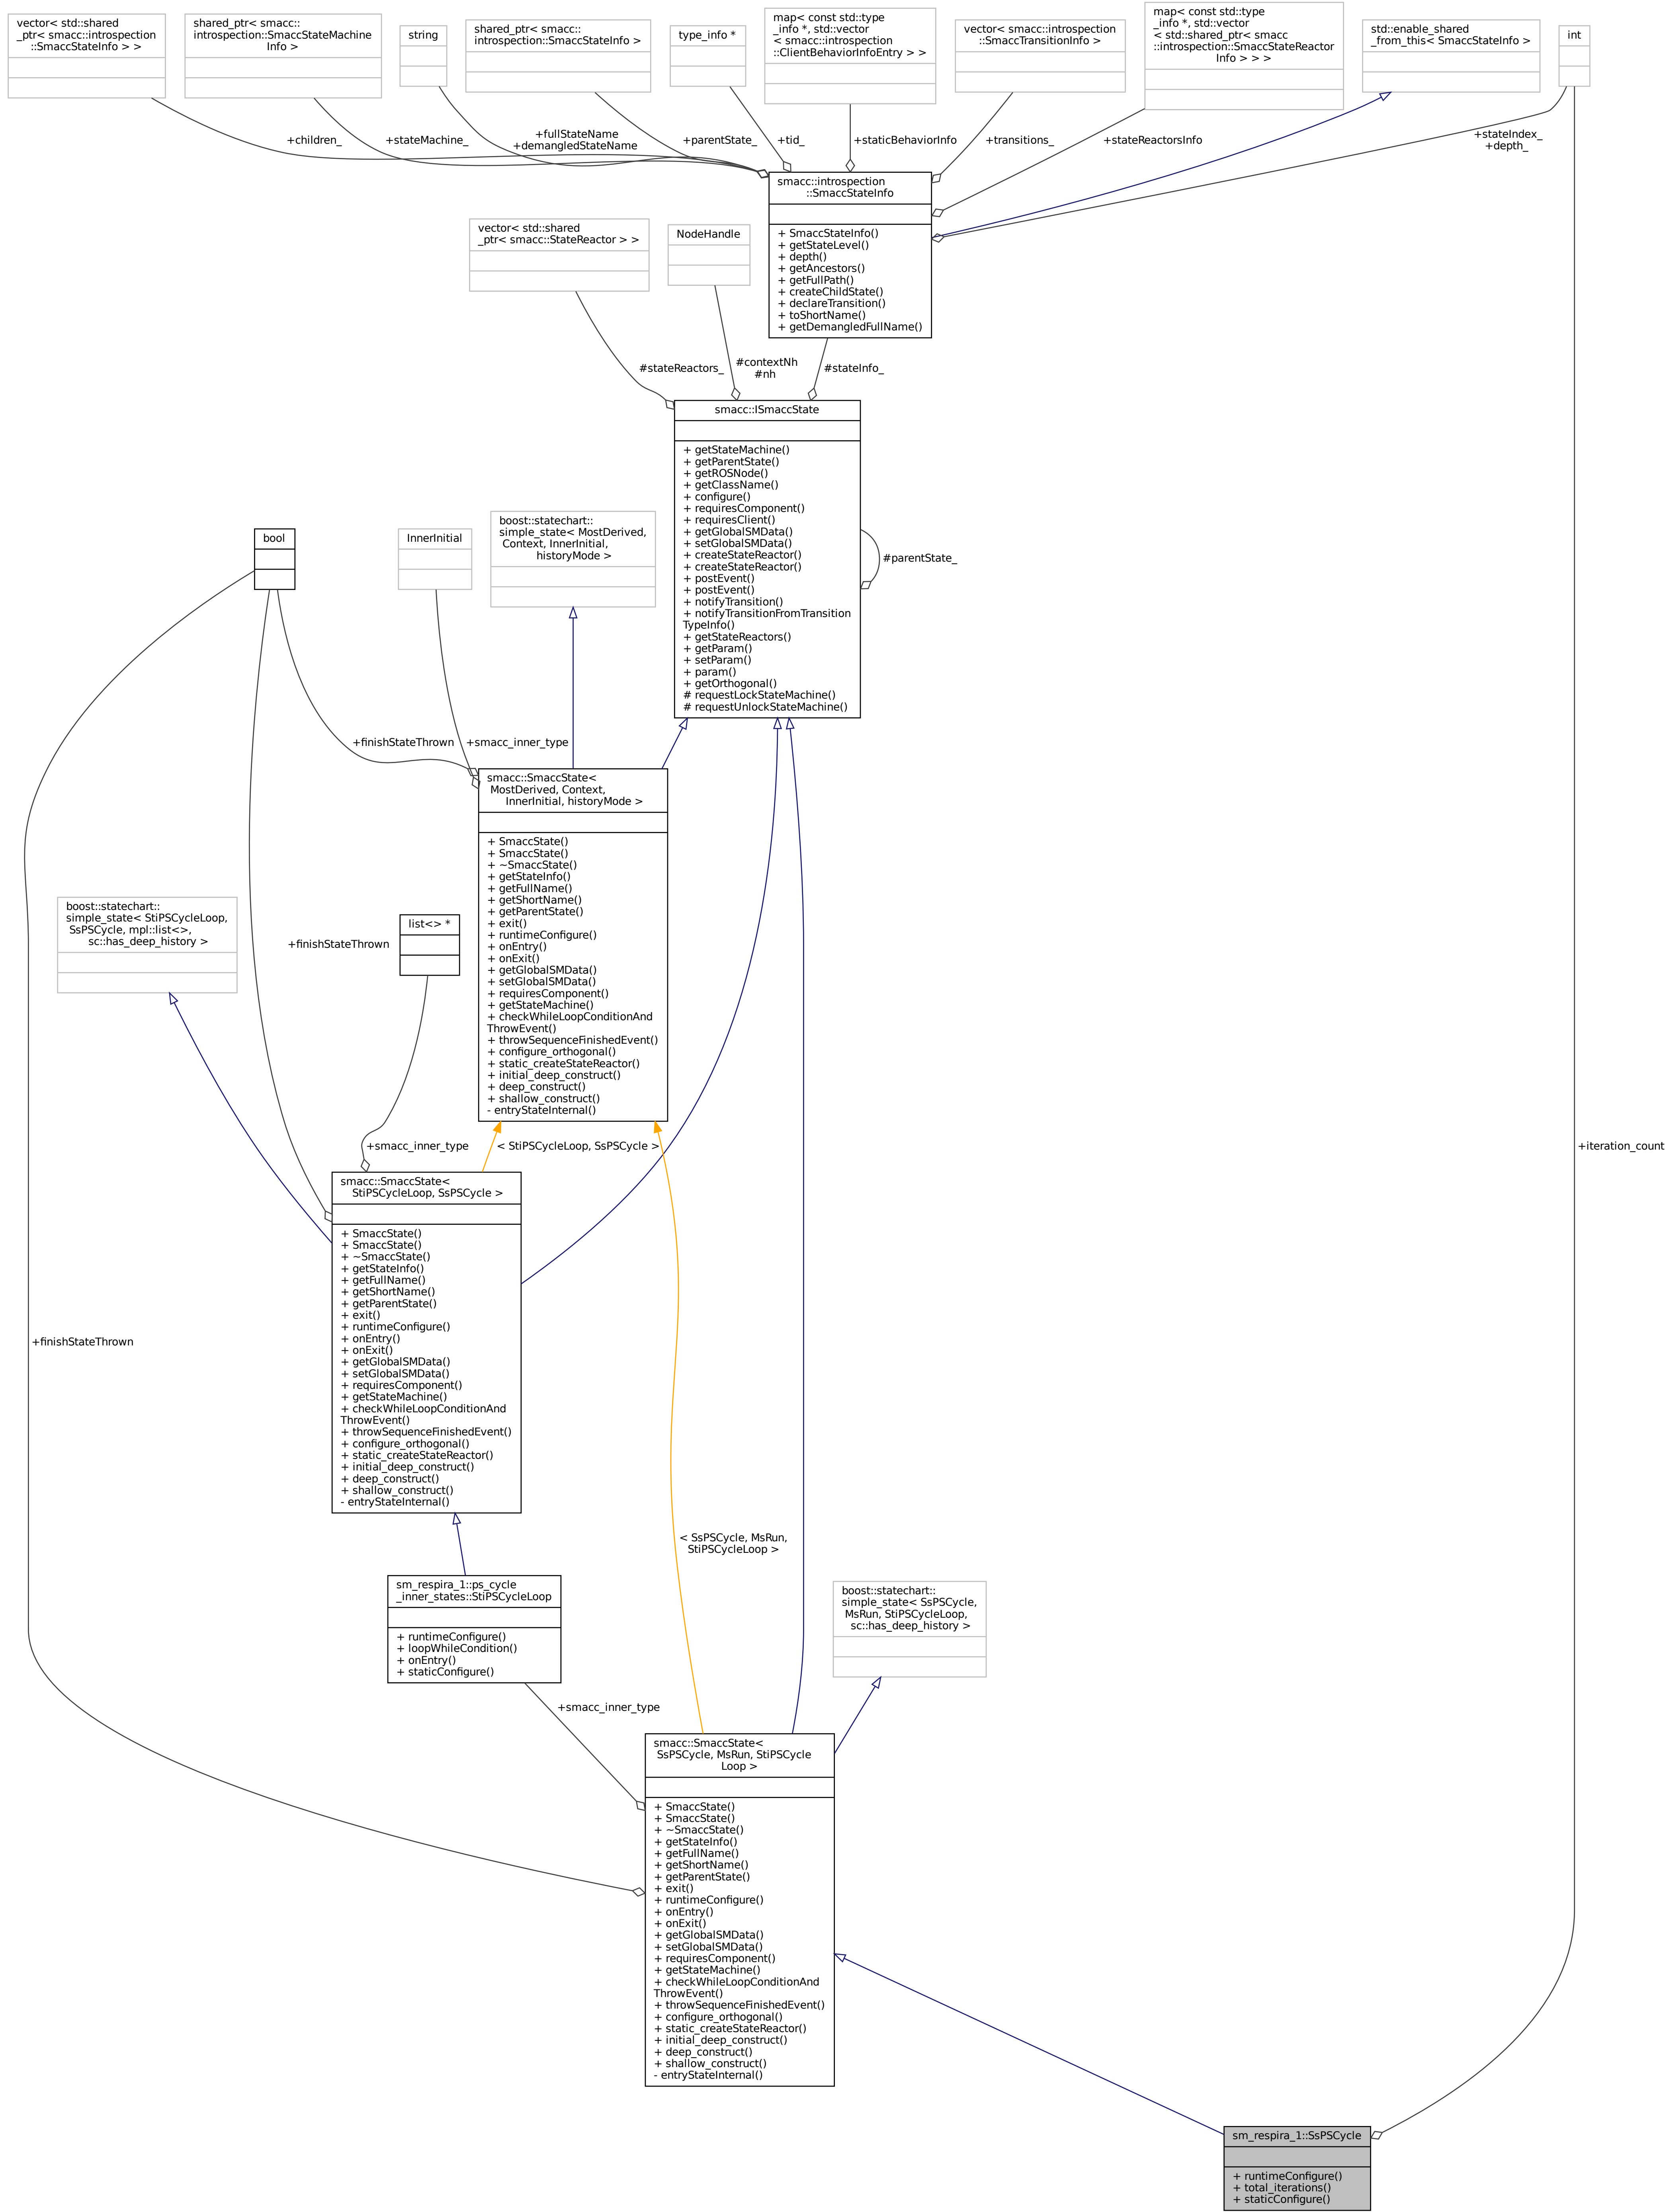 vector< std::shared
_ptr< smacc::introspection
::SmaccStateInfo > >
shared_ptr< smacc::
introspection::SmaccStateMachine
Info >
string
shared_ptr< smacc::
introspection::SmaccStateInfo >
type_info *
map< const std::type
_info *, std::vector
< smacc::introspection
::ClientBehaviorInfoEntry > >
vector< smacc::introspection
::SmaccTransitionInfo >
map< const std::type
_info *, std::vector
< std::shared_ptr< smacc
::introspection::SmaccStateReactor
Info > > >
std::enable_shared
_from_this< SmaccStateInfo >
int
+children_
+stateMachine_
+fullStateName
+demangledStateName
+parentState_
+tid_
+staticBehaviorInfo
+transitions_
+stateReactorsInfo
+stateIndex_
+depth_
smacc::introspection
::SmaccStateInfo
+ SmaccStateInfo()
+ getStateLevel()
+ depth()
+ getAncestors()
+ getFullPath()
+ createChildState()
+ declareTransition()
+ toShortName()
+ getDemangledFullName()
vector< std::shared
_ptr< smacc::StateReactor > >
NodeHandle
#stateReactors_
#contextNh
#nh
#stateInfo_
smacc::ISmaccState
+ getStateMachine()
+ getParentState()
+ getROSNode()
+ getClassName()
+ configure()
+ requiresComponent()
+ requiresClient()
+ getGlobalSMData()
+ setGlobalSMData()
+ createStateReactor()
+ createStateReactor()
+ postEvent()
+ postEvent()
+ notifyTransition()
+ notifyTransitionFromTransition
TypeInfo()
+ getStateReactors()
+ getParam()
+ setParam()
+ param()
+ getOrthogonal()
# requestLockStateMachine()
# requestUnlockStateMachine()
#parentState_
bool
InnerInitial
boost::statechart::
simple_state< MostDerived,
Context, InnerInitial,
historyMode >
+finishStateThrown
+smacc_inner_type
smacc::SmaccState<
MostDerived, Context,
InnerInitial, historyMode >
+ SmaccState()
+ SmaccState()
+ ~SmaccState()
+ getStateInfo()
+ getFullName()
+ getShortName()
+ getParentState()
+ exit()
+ runtimeConfigure()
+ onEntry()
+ onExit()
+ getGlobalSMData()
+ setGlobalSMData()
+ requiresComponent()
+ getStateMachine()
+ checkWhileLoopConditionAnd
ThrowEvent()
+ throwSequenceFinishedEvent()
+ configure_orthogonal()
+ static_createStateReactor()
+ initial_deep_construct()
+ deep_construct()
+ shallow_construct()
- entryStateInternal()
boost::statechart::
simple_state< StiPSCycleLoop,
SsPSCycle, mpl::list<>,
sc::has_deep_history >
+finishStateThrown
list<> *
+smacc_inner_type
< StiPSCycleLoop, SsPSCycle >
+iteration_count
smacc::SmaccState<
StiPSCycleLoop, SsPSCycle >
+ SmaccState()
+ SmaccState()
+ ~SmaccState()
+ getStateInfo()
+ getFullName()
+ getShortName()
+ getParentState()
+ exit()
+ runtimeConfigure()
+ onEntry()
+ onExit()
+ getGlobalSMData()
+ setGlobalSMData()
+ requiresComponent()
+ getStateMachine()
+ checkWhileLoopConditionAnd
ThrowEvent()
+ throwSequenceFinishedEvent()
+ configure_orthogonal()
+ static_createStateReactor()
+ initial_deep_construct()
+ deep_construct()
+ shallow_construct()
- entryStateInternal()
+finishStateThrown
< SsPSCycle, MsRun,
StiPSCycleLoop >
sm_respira_1::ps_cycle
_inner_states::StiPSCycleLoop
+ runtimeConfigure()
+ loopWhileCondition()
+ onEntry()
+ staticConfigure()
boost::statechart::
simple_state< SsPSCycle,
MsRun, StiPSCycleLoop,
sc::has_deep_history >
+smacc_inner_type
smacc::SmaccState<
SsPSCycle, MsRun, StiPSCycle
Loop >
+ SmaccState()
+ SmaccState()
+ ~SmaccState()
+ getStateInfo()
+ getFullName()
+ getShortName()
+ getParentState()
+ exit()
+ runtimeConfigure()
+ onEntry()
+ onExit()
+ getGlobalSMData()
+ setGlobalSMData()
+ requiresComponent()
+ getStateMachine()
+ checkWhileLoopConditionAnd
ThrowEvent()
+ throwSequenceFinishedEvent()
+ configure_orthogonal()
+ static_createStateReactor()
+ initial_deep_construct()
+ deep_construct()
+ shallow_construct()
- entryStateInternal()
sm_respira_1::SsPSCycle
+ runtimeConfigure()
+ total_iterations()
+ staticConfigure()